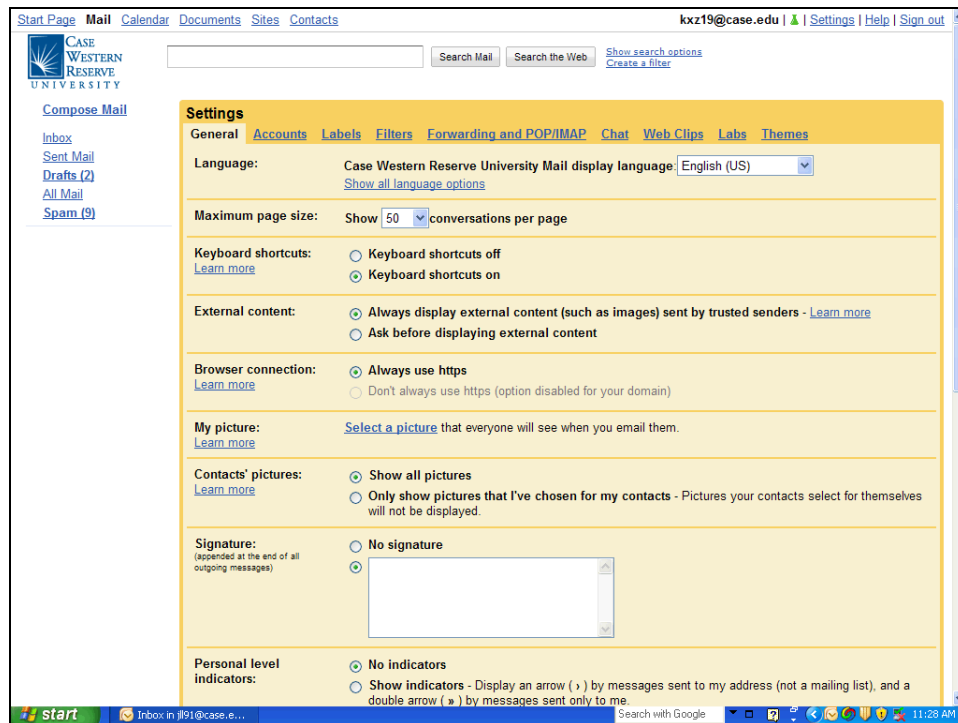 Start Page Mail Calendar Documents Sites Contacts
kxz19@case.edu | Settings | Help | Sign out
CASE
WESTERN
RESERVE
UNIVERSITY
Search Mail Search the Web
Show search options
Create a filter
Compose Mail
Inbox
Sent Mail
Drafts (2)
All Mail
Spam (9)
Settings
General Accounts Labels Filters Forwarding and POP/IMAP Chat Web Clips Labs Themes
Language: Case Western Reserve University Mail display language: English (US)
Show all language options
Maximum page size: Show 50 conversations per page
Keyboard shortcuts: Keyboard shortcuts off
Learn more
Keyboard shortcuts on
External content: Always display external content (such as images) sent by trusted senders - Learn more
Ask before displaying external content
Browser connection: Always use https
Learn more
Don't always use https (option disabled for your domain)
My picture: Select a picture that everyone will see when you email them.
Learn more
Contacts' pictures: Show all pictures
Learn more
Only show pictures that I've chosen for my contacts - Pictures your contacts select for themselves
will not be displayed.
Signature: No signature
(appended at the end of all
outgoing messages)
Personal level
indicators:
No indicators
Show indicators - Display an arrow ( › ) by messages sent to my address (not a mailing list), and a
double arrow ( » ) by messages sent only to me.
start Inbox in jll91@case.e... Search with Google 11:28 AM